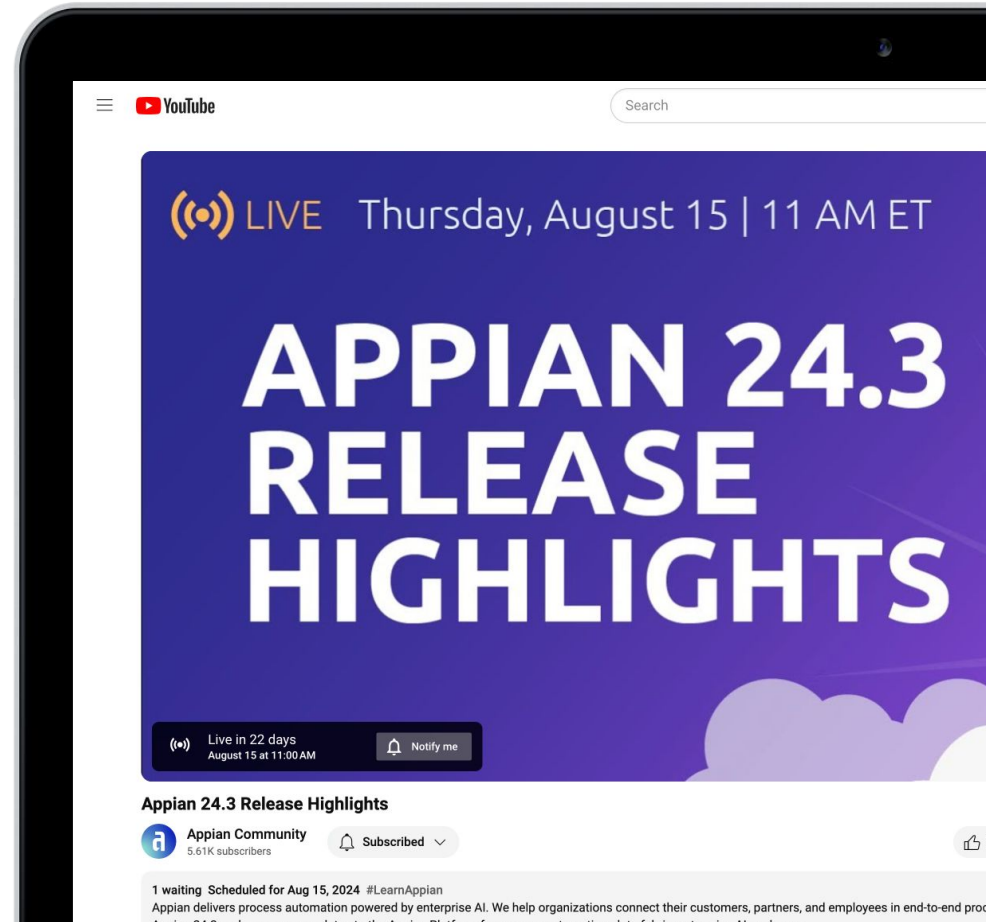 YouTube
Search
LIVE Thursday, August 15 | 11 AM ET
APPIAN 24.3
RELEASE
HIGHLIGHTS
Live in 22 days
August 15 at 11:00 AM
Notify me
Appian 24.3 Release Highlights
Appian Community
5.61K subscribers
Subscribed
1 waiting Scheduled for Aug 15, 2024 #LearnAppian
Appian delivers process automation powered by enterprise AI. We help organizations connect their customers, partners, and employees in end-to-end